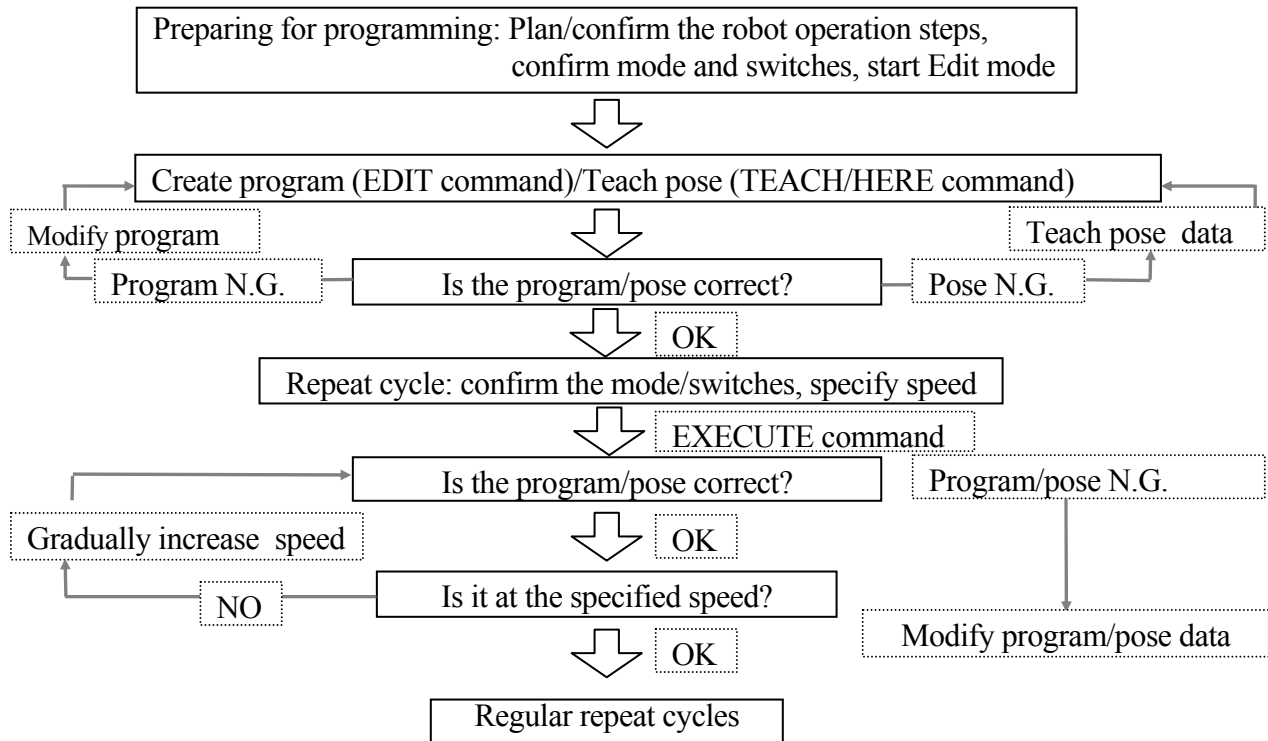 Preparing for programming: Plan/confirm the robot operation steps,
confirm mode and switches, start Edit mode
Create program (EDIT command)/Teach pose (TEACH/HERE command)
Modify program
Teach pose data
Program N.G.
Is the program/pose correct?
Pose N.G.
OK
Repeat cycle: confirm the mode/switches, specify speed
EXECUTE command
Is the program/pose correct?
Program/pose N.G.
Gradually increase speed
OK
NO
Is it at the specified speed?
Modify program/pose data
OK
Regular repeat cycles